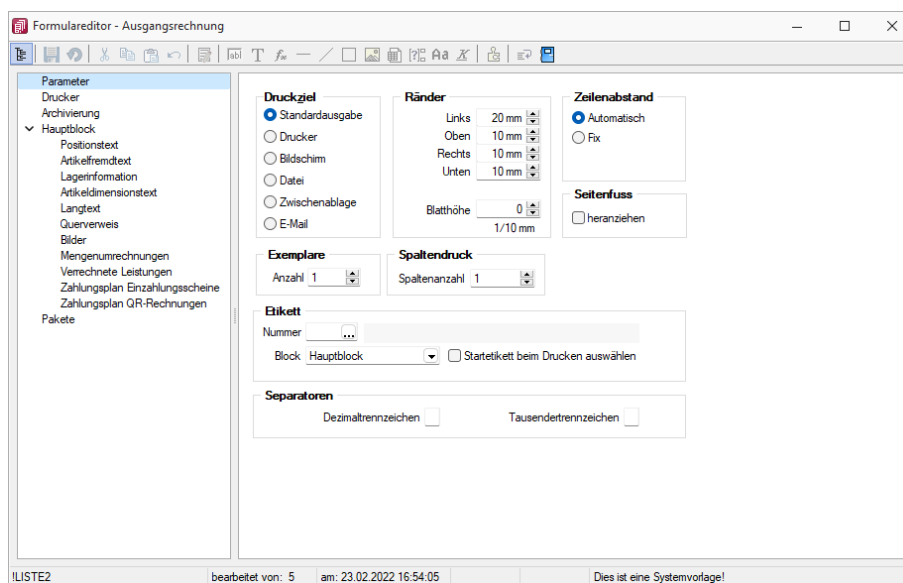 Formulareditor - Ausgangsrechnung
Parameter
Drucker
Archivierung
Hauptblock
Positionstext
Artikelfremdtext
Lagerinformation
Artikeldimensionstext
Langtext
Querverweis
Bilder
Mengenumrechnungen
Verrechnete Leistungen
Zahlungsplan Einzahlungsscheine
Zahlungsplan QR-Rechnungen
Pakete
Druckziel
Standardausgabe
Drucker
Bildschirm
Datei
Zwischenablage
E-Mail
Ränder
Links 20 mm
Oben 10 mm
Rechts 10 mm
Unten 10 mm
Blatthöhe 0
1/10 mm
Zeilenabstand
Automatisch
Fix
Seitenfuss
heranziehen
Exemplare
Anzahl 1
Spaltendruck
Spaltenanzahl 1
Etikett
Nummer ...
Block Hauptblock Startetikett beim Drucken auswählen
Separatoren
Dezimaltrennzeichen Tausendertrennzeichen
!LISTE2 bearbeitet von: 5 am: 23.02.2022 16:54:05 Dies ist eine Systemvorlage!